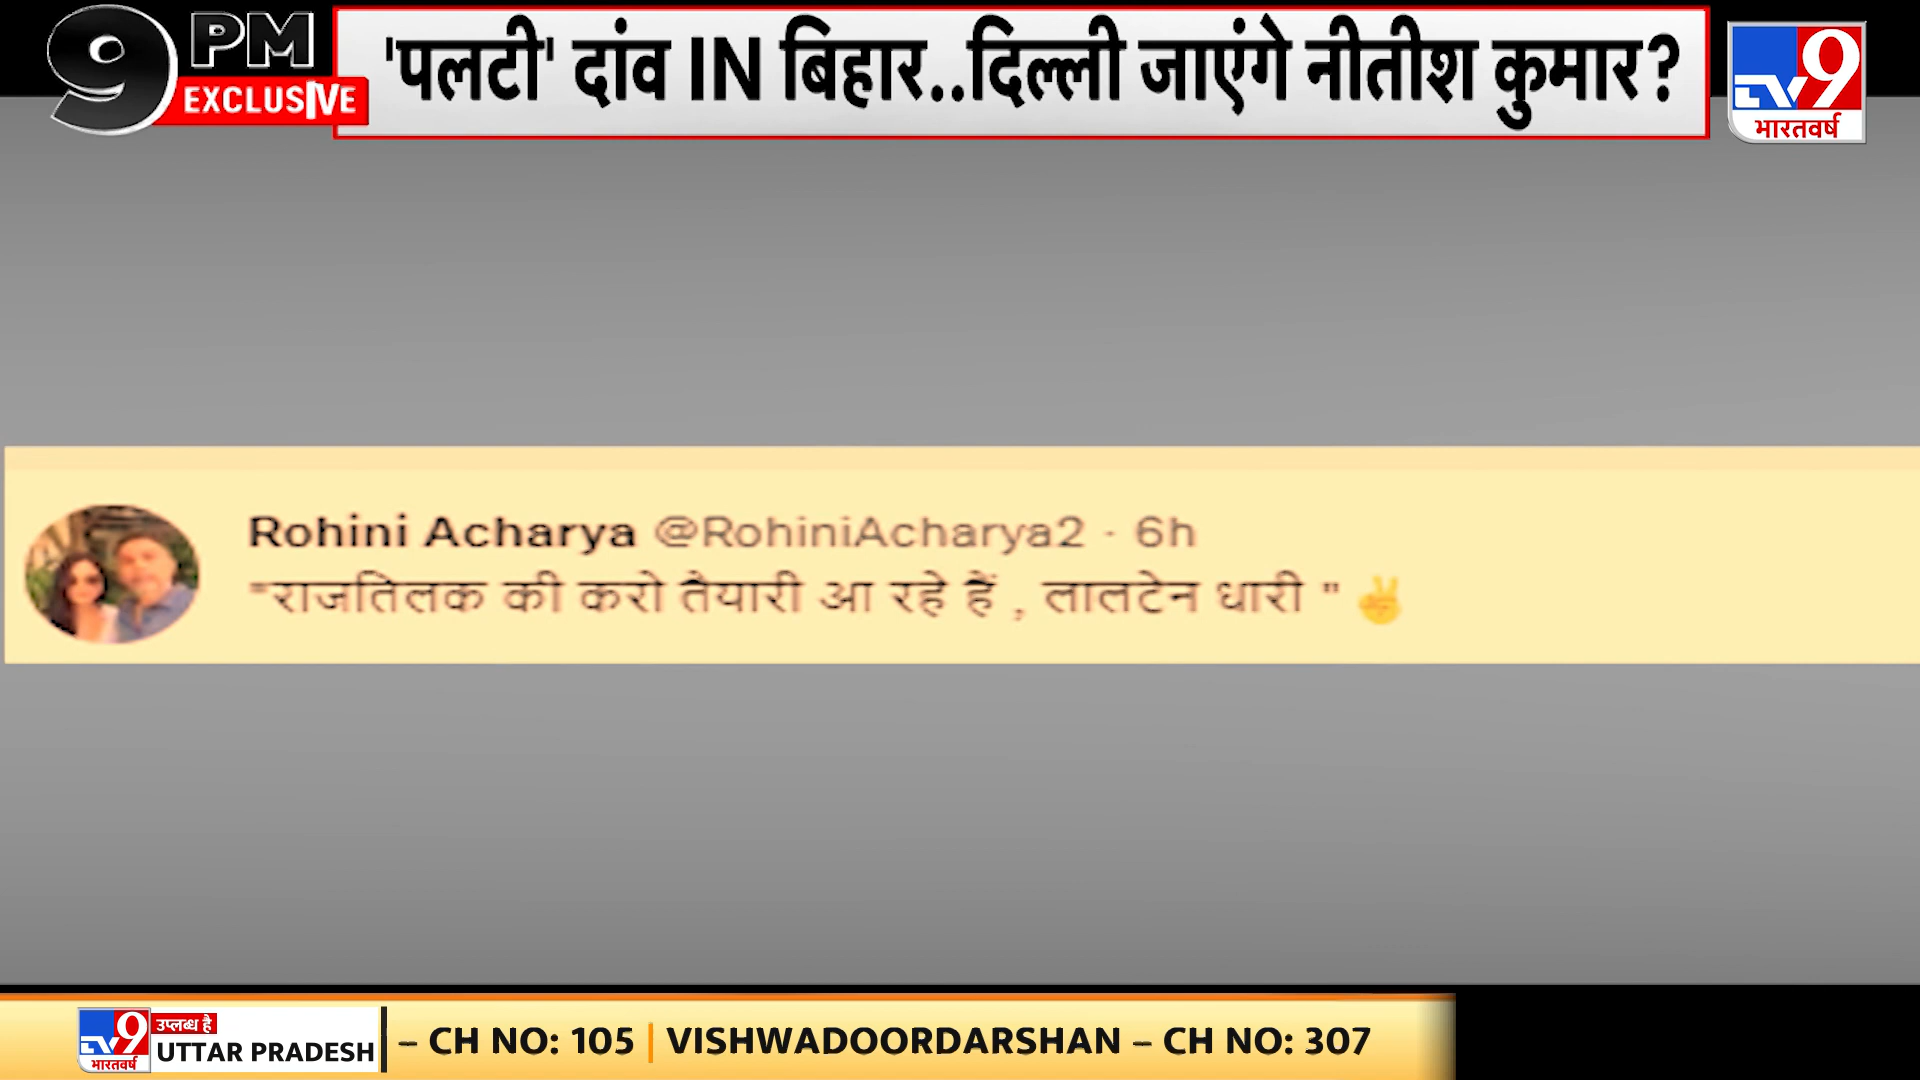 9 PM
EXCLUSIVE
'पलटी' दांव IN बिहार..दिल्ली जाएंगे नीतीश कुमार?
TV9
भारतवर्ष
Rohini Acharya @RohiniAcharya2 · 6h
"राजतिलक की करो तैयारी आ रहे हैं , लालटेन धारी " ✌
TV9
भारतवर्ष
उपलब्ध है
UTTAR PRADESH
– CH NO: 105 | VISHWADOORDARSHAN – CH NO: 307